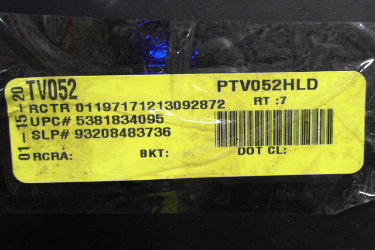 TV052 PTV052HLD
RCTR 01197171213092872 RT :7
UPC# 5381834095
SLP# 93208483736
RCRA: BKT: DOT CL:
01-15-20